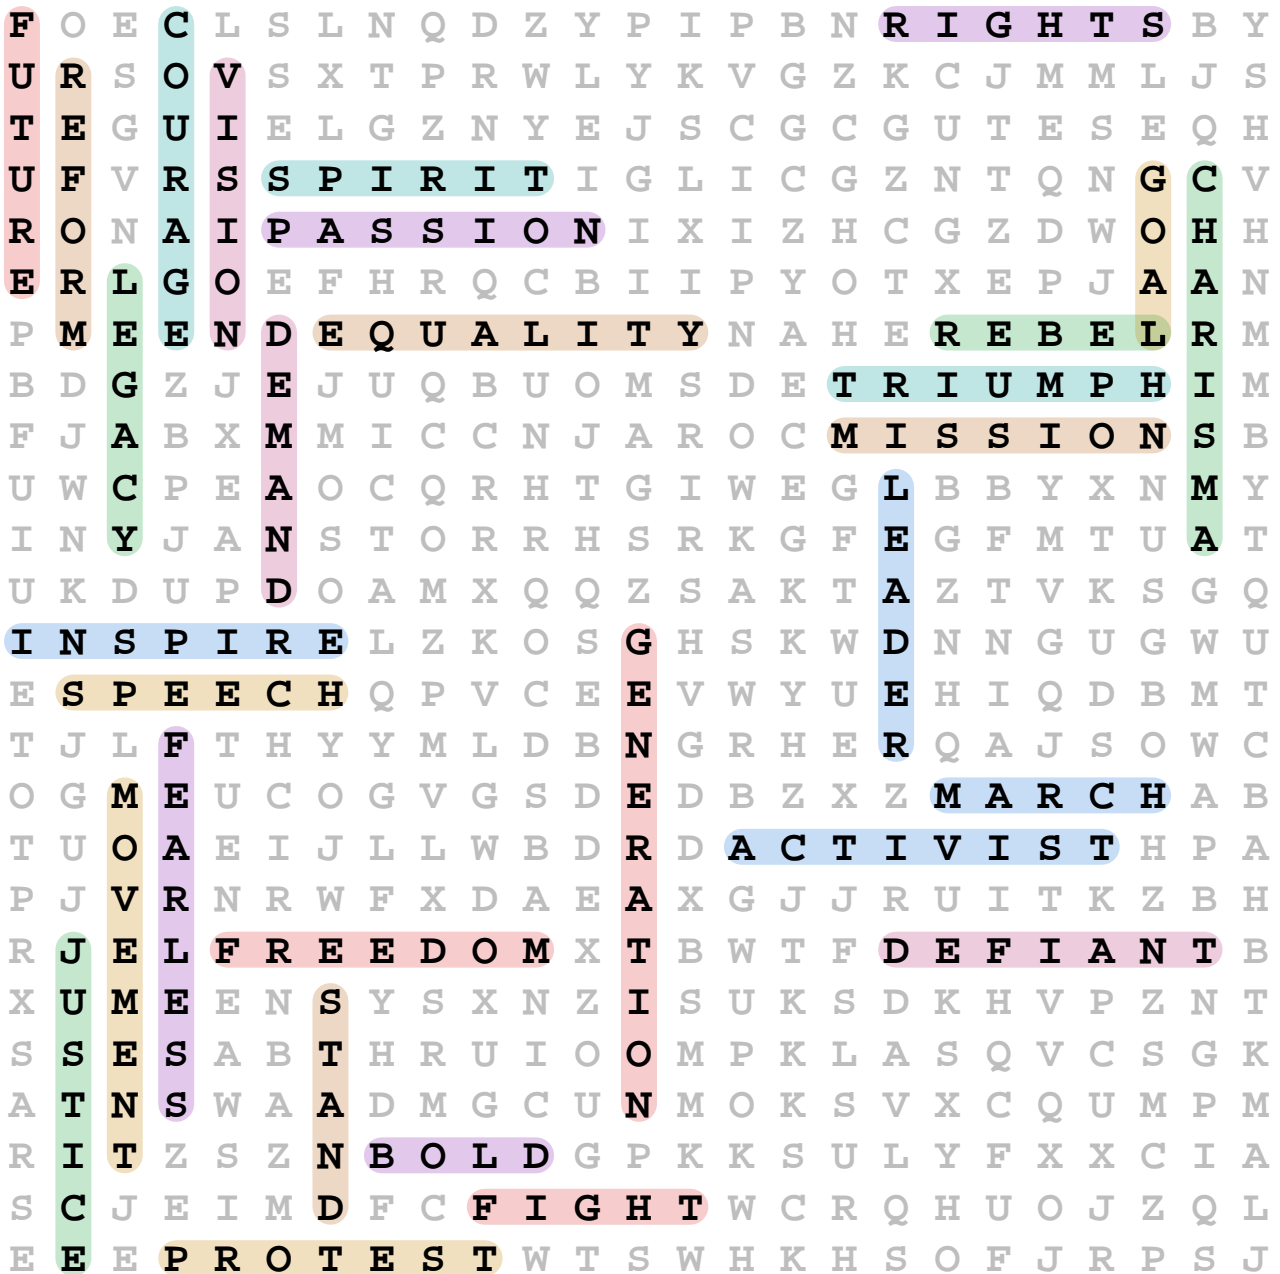 F O E C L S L N Q D Z Y P I P B N R I G H T S B Y
U R S O V S X T P R W L Y K V G Z K C J M M L J S
T E G U I E L G Z N Y E J S C G C G U T E S E Q H
U F V R S S P I R I T I G L I C G Z N T Q N G C V
R O N A I P A S S I O N I X I Z H C G Z D W O H H
E R L G O E F H R Q C B I I P Y O T X E P J A A N
P M E E N D E Q U A L I T Y N A H E R E B E L R M
B D G Z J E J U Q B U O M S D E T R I U M P H I M
F J A B X M M I C C N J A R O C M I S S I O N S B
U W C P E A O C Q R H T G I W E G L B B Y X N M Y
I N Y J A N S T O R R H S R K G F E G F M T U A T
U K D U P D O A M X Q Q Z S A K T A Z T V K S G Q
I N S P I R E L Z K O S G H S K W D N N G U G W U
E S P E E C H Q P V C E E V W Y U E H I Q D B M T
T J L F T H Y Y M L D B N G R H E R Q A J S O W C
O G M E U C O G V G S D E D B Z X Z M A R C H A B
T U O A E I J L L W B D R D A C T I V I S T H P A
P J V R N R W F X D A E A X G J J R U I T K Z B H
R J E L F R E E D O M X T B W T F D E F I A N T B
X U M E E N S Y S X N Z I S U K S D K H V P Z N T
S S E S A B T H R U I O O M P K L A S Q V C S G K
A T N S W A A D M G C U N M O K S V X C Q U M P M
R I T Z S Z N B O L D G P K K S U L Y F X X C I A
S C J E I M D F C F I G H T W C R Q H U O J Z Q L
E E E P R O T E S T W T S W H K H S O F J R P S J